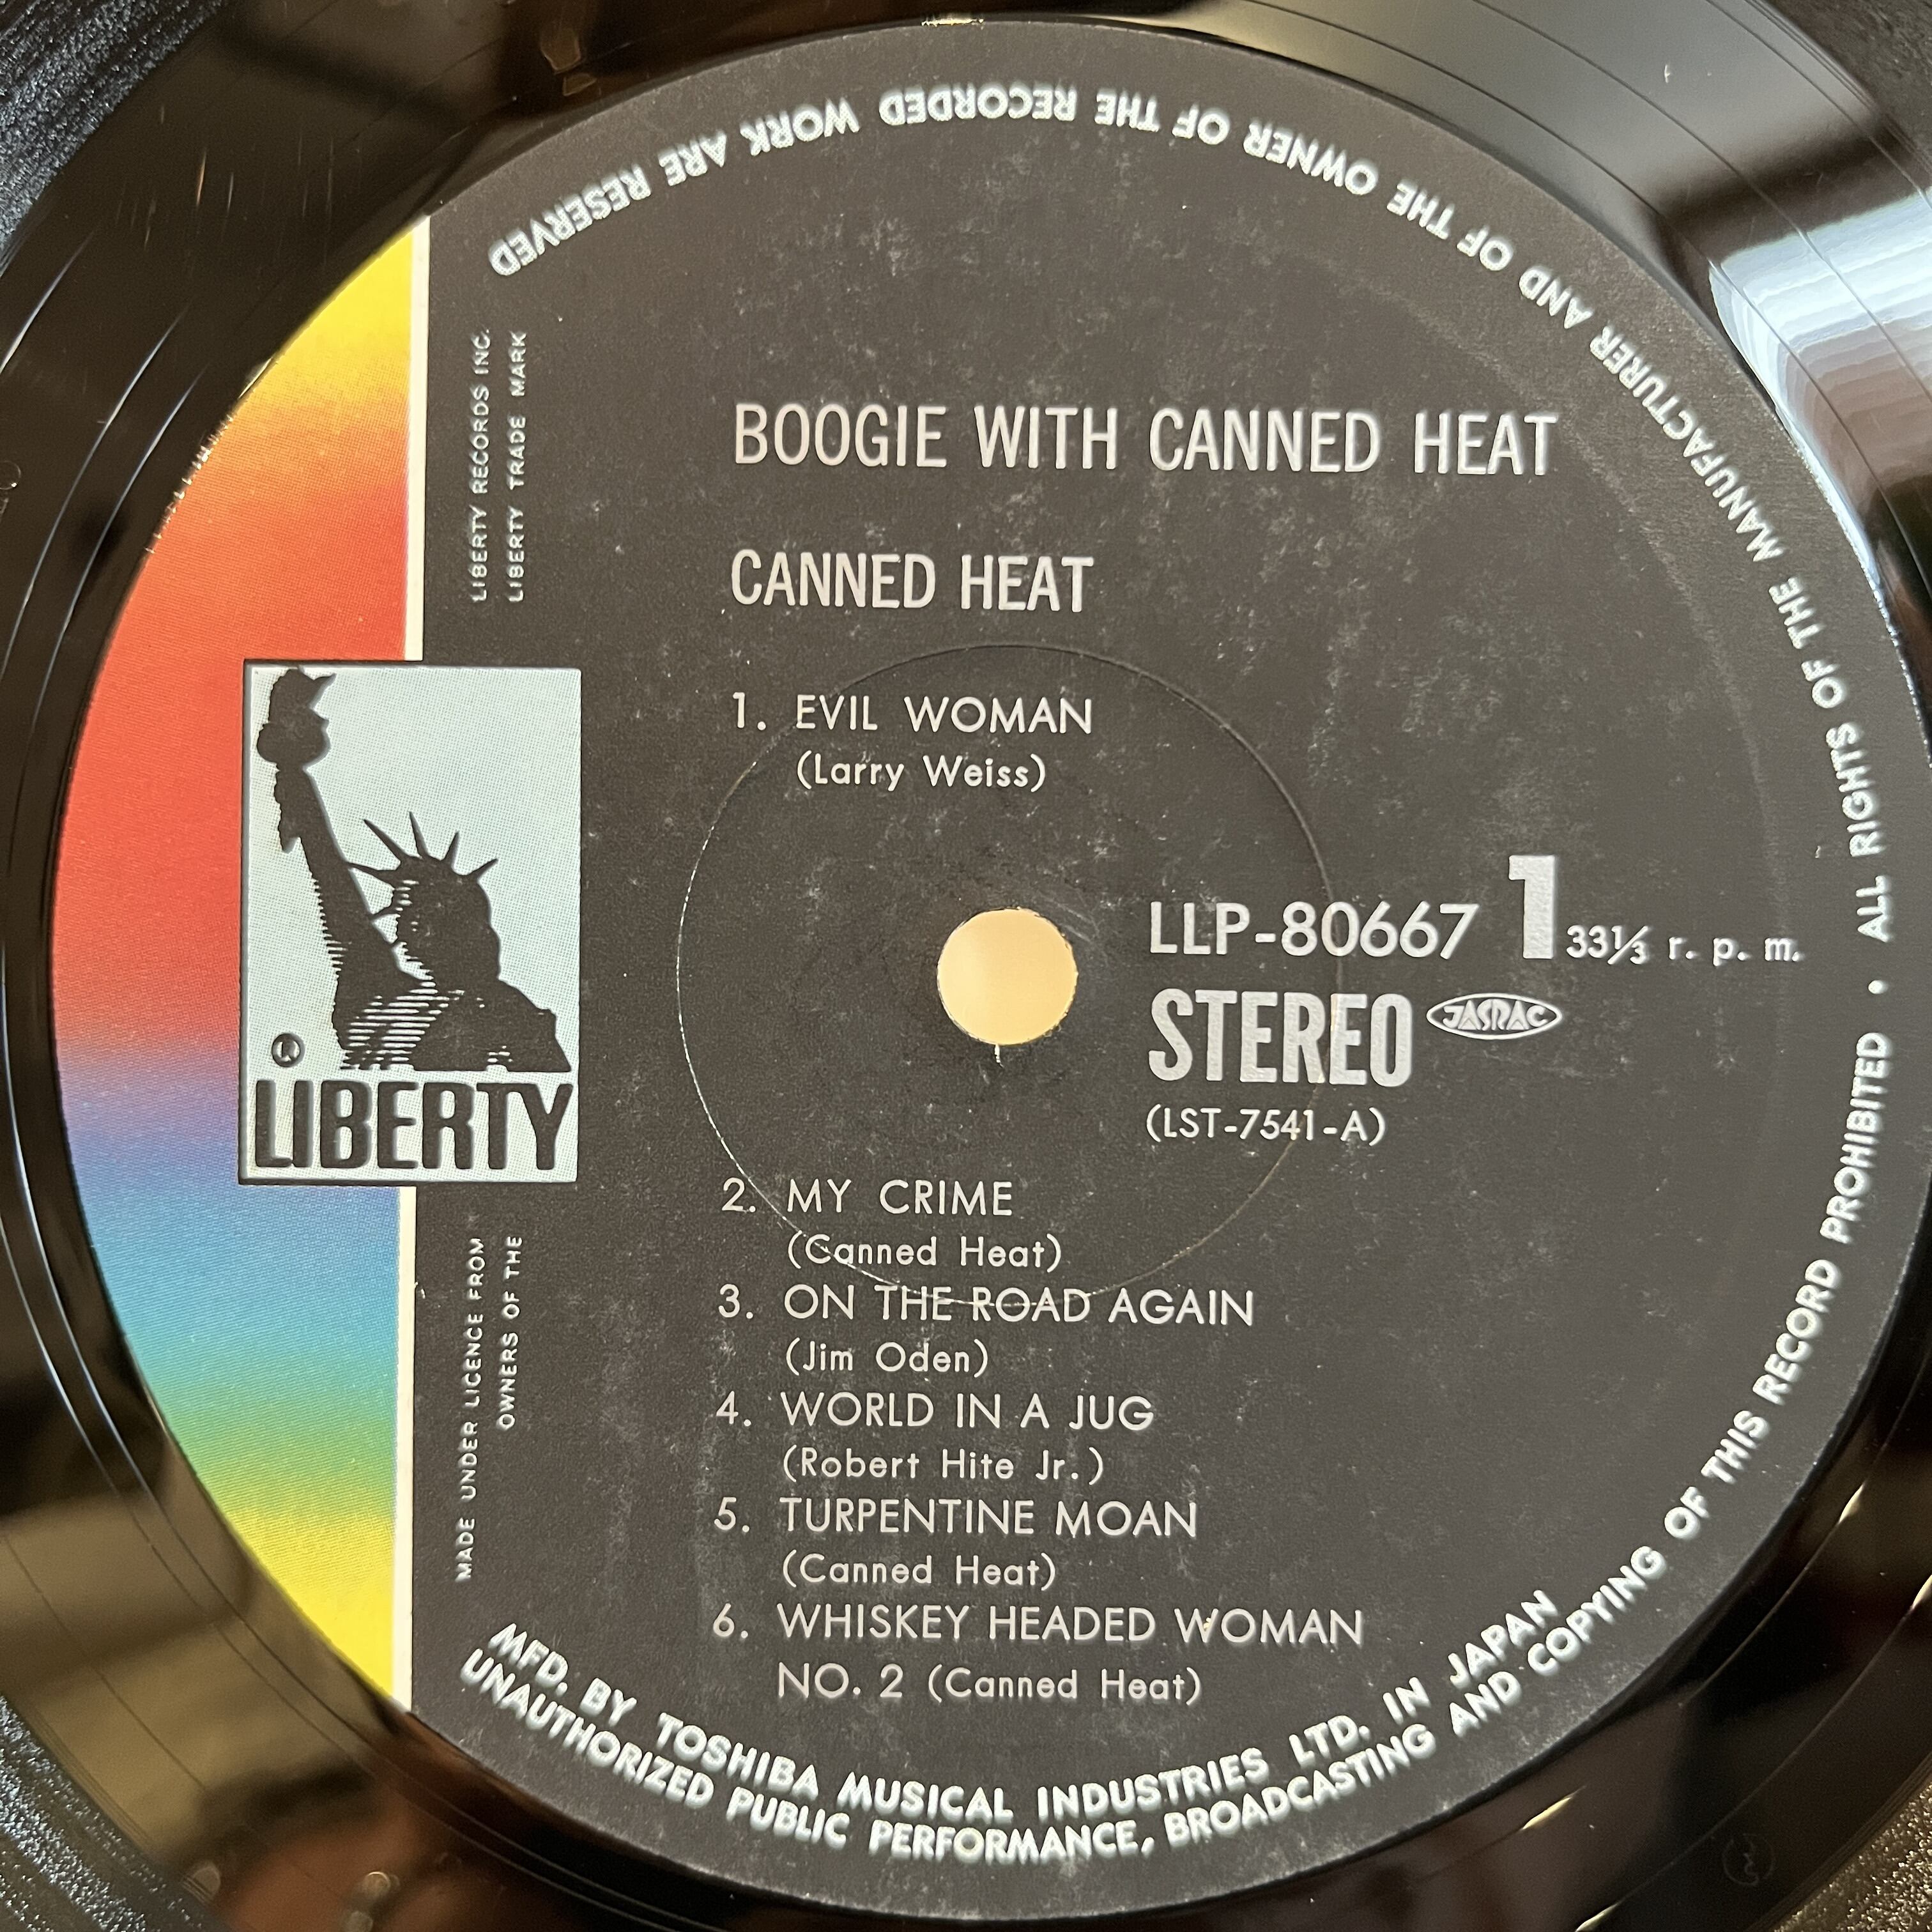 BOOGIE WITH CANNED HEAT
CANNED HEAT
1. EVIL WOMAN
(Larry Weiss)
LLP-80667 1 33⅓ r. p. m.
STEREO JASRAC
(LST-7541-A)
2. MY CRIME
(Canned Heat)
3. ON THE ROAD AGAIN
(Jim Oden)
4. WORLD IN A JUG
(Robert Hite Jr.)
5. TURPENTINE MOAN
(Canned Heat)
6. WHISKEY HEADED WOMAN
NO. 2 (Canned Heat)
® LIBERTY
MADE UNDER LICENCE FROM LIBERTY RECORDS INC.
OWNERS OF THE LIBERTY TRADE MARK
MFD. BY TOSHIBA MUSICAL INDUSTRIES LTD. IN JAPAN
UNAUTHORIZED PUBLIC PERFORMANCE, BROADCASTING AND COPYING OF THIS RECORD PROHIBITED • ALL RIGHTS OF THE MANUFACTURER AND OF THE OWNER OF THE RECORDED WORK ARE RESERVED